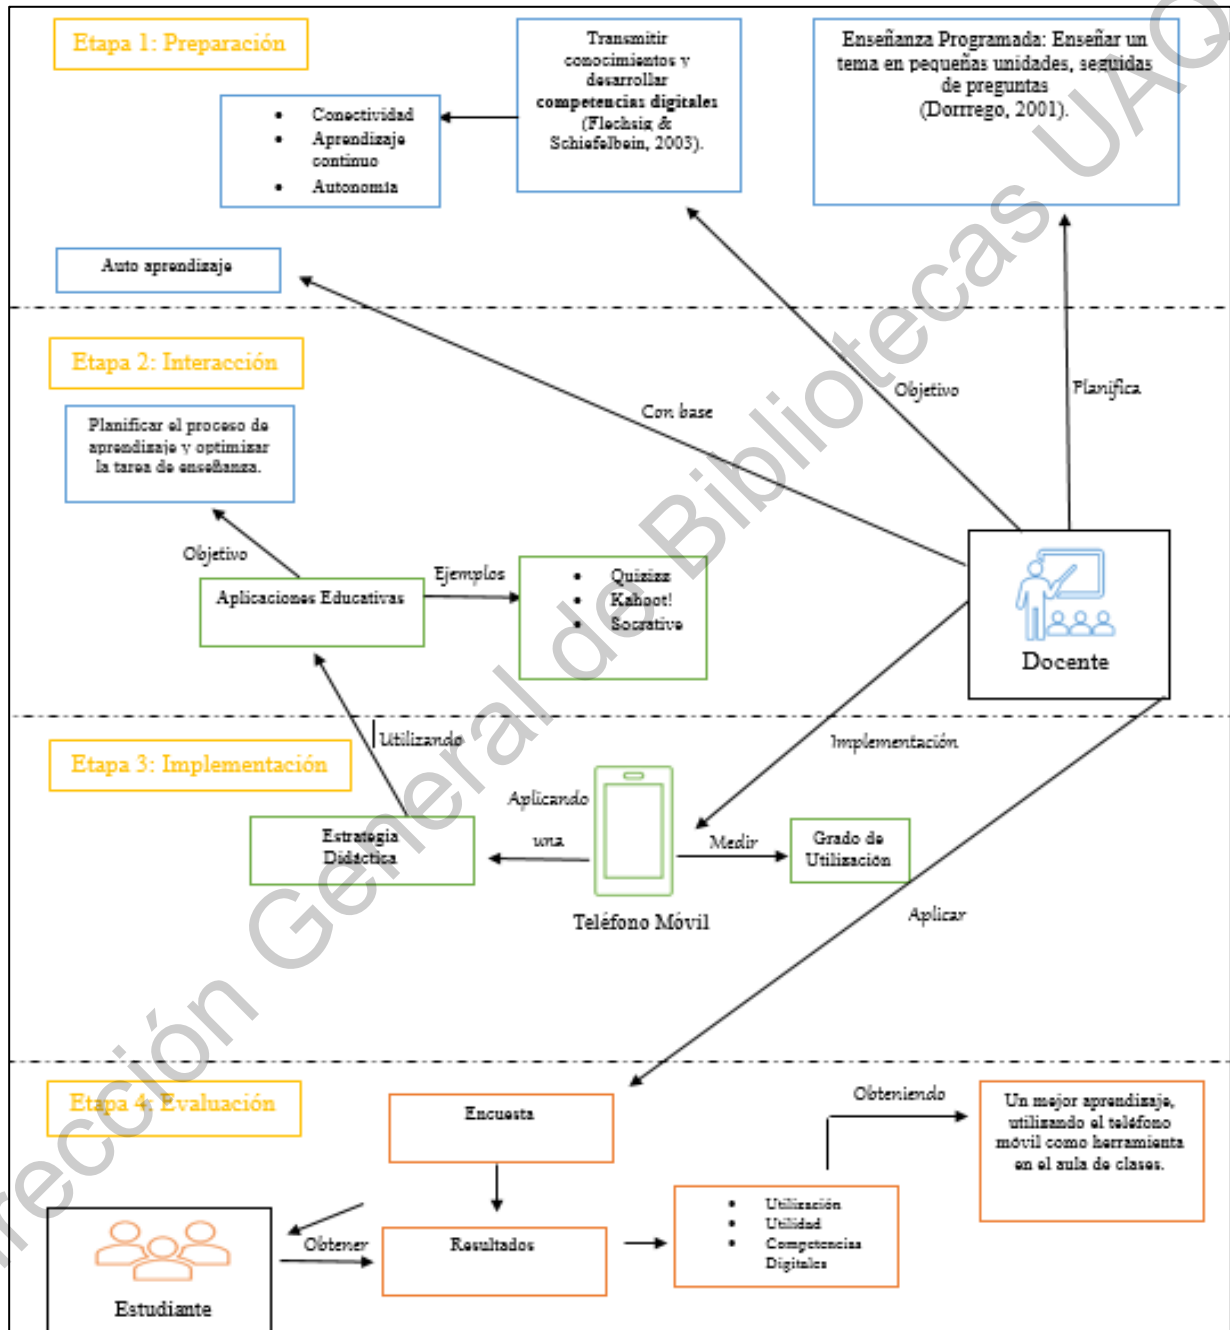 Etapa 1: Preparación
Transmitir
conocimientos y
desarrollar
competencias digitales
(Flechsig &
Schiefelbein, 2003).
Enseñanza Programada: Enseñar un
tema en pequeñas unidades, seguidas
de preguntas
(Dorrrego, 2001).
• Conectividad
• Aprendizaje
continuo
• Autonomía
Auto aprendizaje
Etapa 2: Interacción
Con base
Objetivo
Planifica
Planificar el proceso de
aprendizaje y optimizar
la tarea de enseñanza.
Objetivo
Aplicaciones Educativas
Ejemplos
• Quizizz
• Kahoot!
• Socrative
Docente
Utilizando
Implementación
Etapa 3: Implementación
Aplicando
una
Estrategia
Didáctica
Medir
Grado de
Utilización
Teléfono Móvil
Aplicar
Etapa 4: Evaluación
Encuesta
Obteniendo
Un mejor aprendizaje,
utilizando el teléfono
móvil como herramienta
en el aula de clases.
Obtener
Resultados
• Utilización
• Utilidad
• Competencias
Digitales
Estudiante
irección General de Bibliotecas UAQ